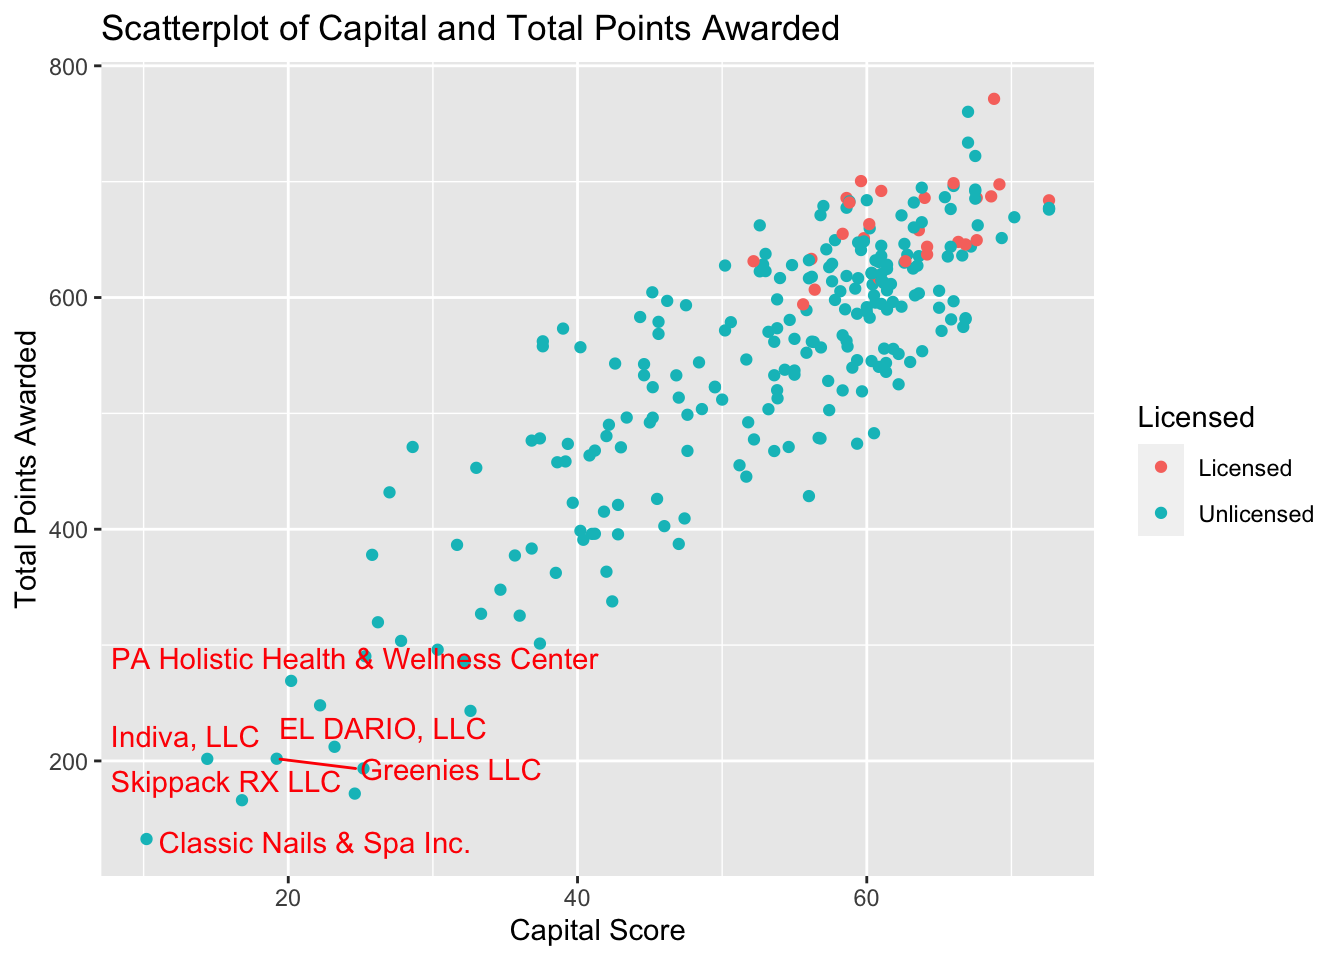 Scatterplot of Capital and Total Points Awarded
800
600
400
200
Total Points Awarded
PA Holistic Health & Wellness Center
EL DARIO, LLC
Indiva, LLC
Greenies LLC
Skippack RX LLC
Classic Nails & Spa Inc.
20
40
60
Capital Score
Licensed
Licensed
Unlicensed